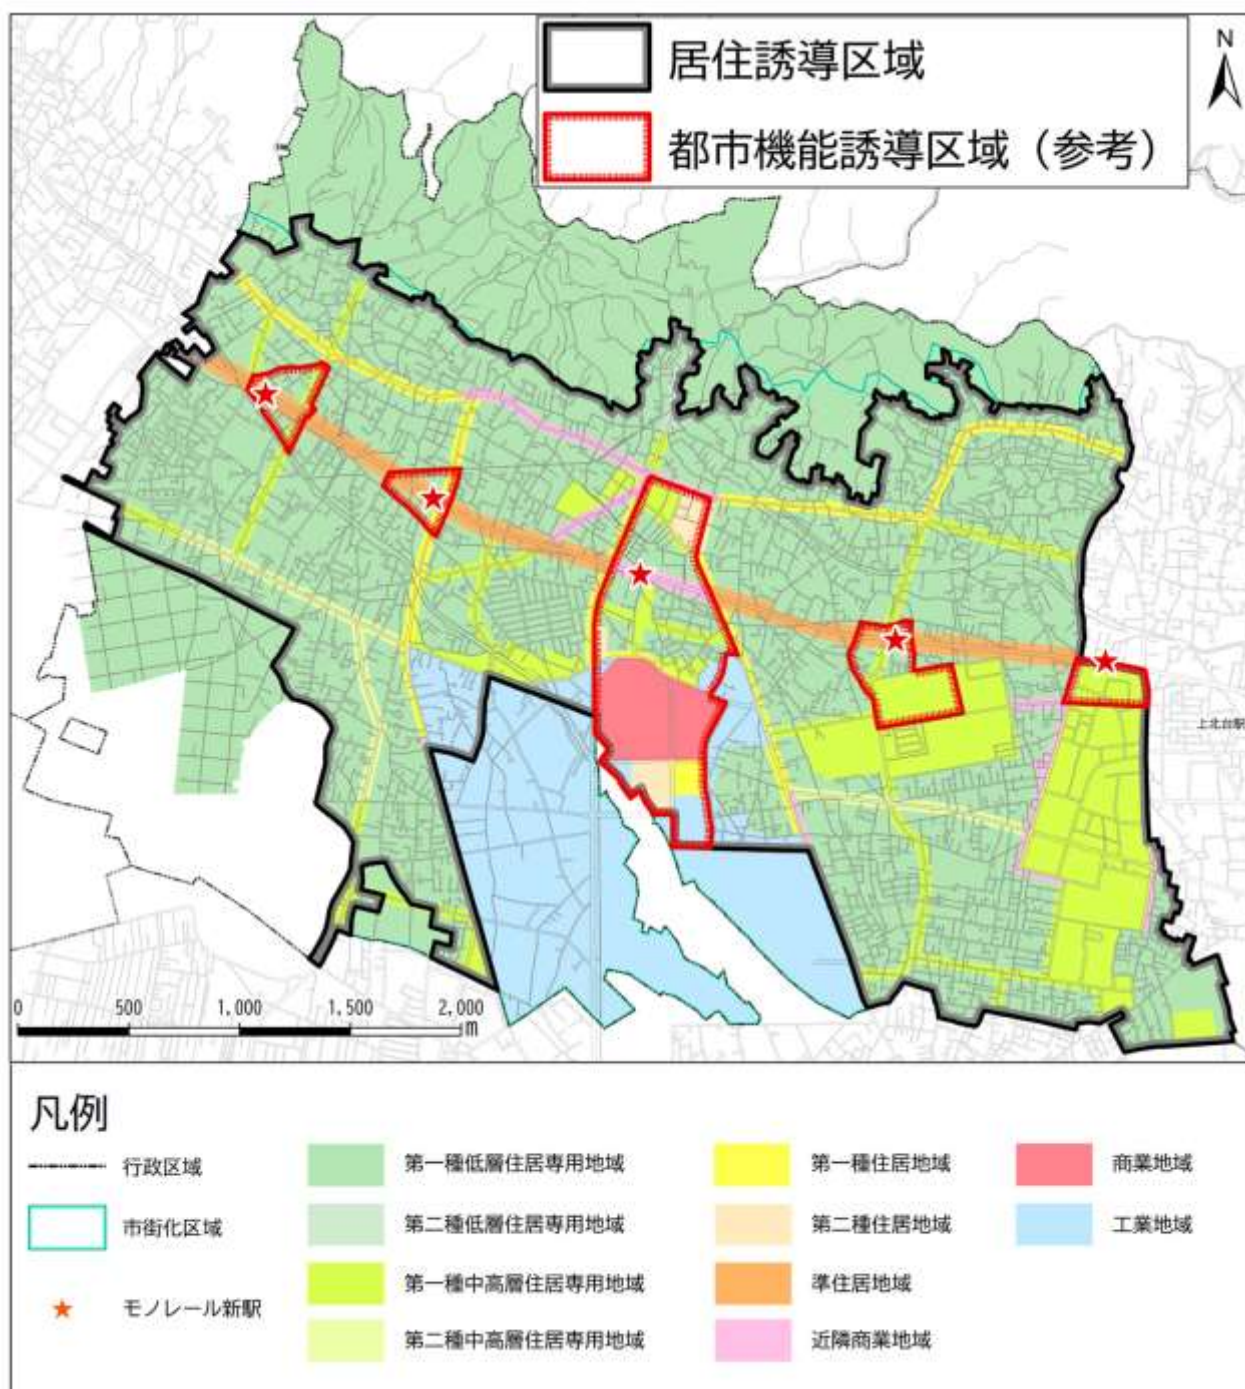 居住誘導区域
都市機能誘導区域（参考）
N
上北台駅
0 500 1,000 1,500 2,000
m
凡例
行政区域
市街化区域
モノレール新駅
第一種低層住居専用地域
第二種低層住居専用地域
第一種中高層住居専用地域
第二種中高層住居専用地域
第一種住居地域
第二種住居地域
準住居地域
近隣商業地域
商業地域
工業地域